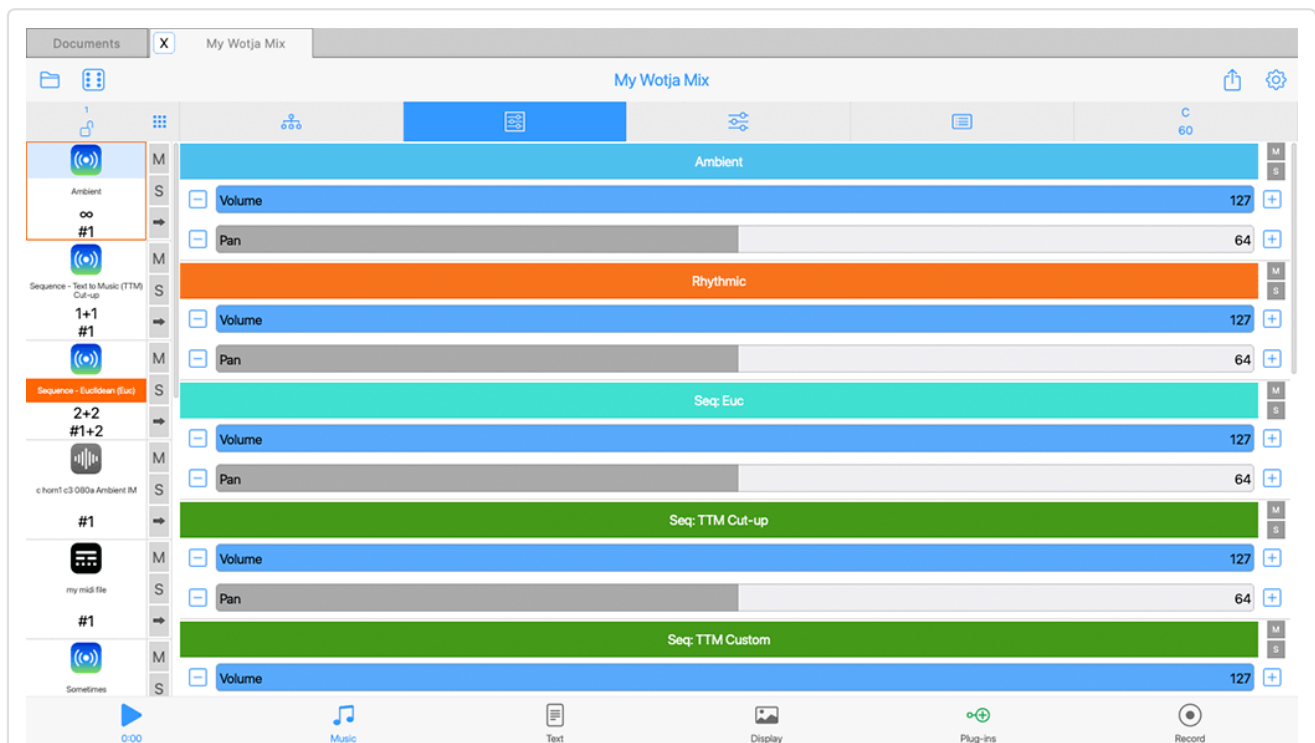 Documents
X
My Wotja Mix
My Wotja Mix
1
C
60
Ambient
∞
#1
M
S
Sequence - Text to Music (TTM)
Cut-up
1+1
#1
M
S
Sequence - Euclidean (Euc)
2+2
#1+2
M
S
c horn1 c3 080a Ambient IM
#1
M
S
my midi file
#1
M
S
Sometimes
M
S
Ambient
M
S
Volume 127
Pan 64
Rhythmic
M
S
Volume 127
Pan 64
Seq: Euc
M
S
Volume 127
Pan 64
Seq: TTM Cut-up
M
S
Volume 127
Pan 64
Seq: TTM Custom
M
S
Volume 127
0:00
Music
Text
Display
Plug-ins
Record